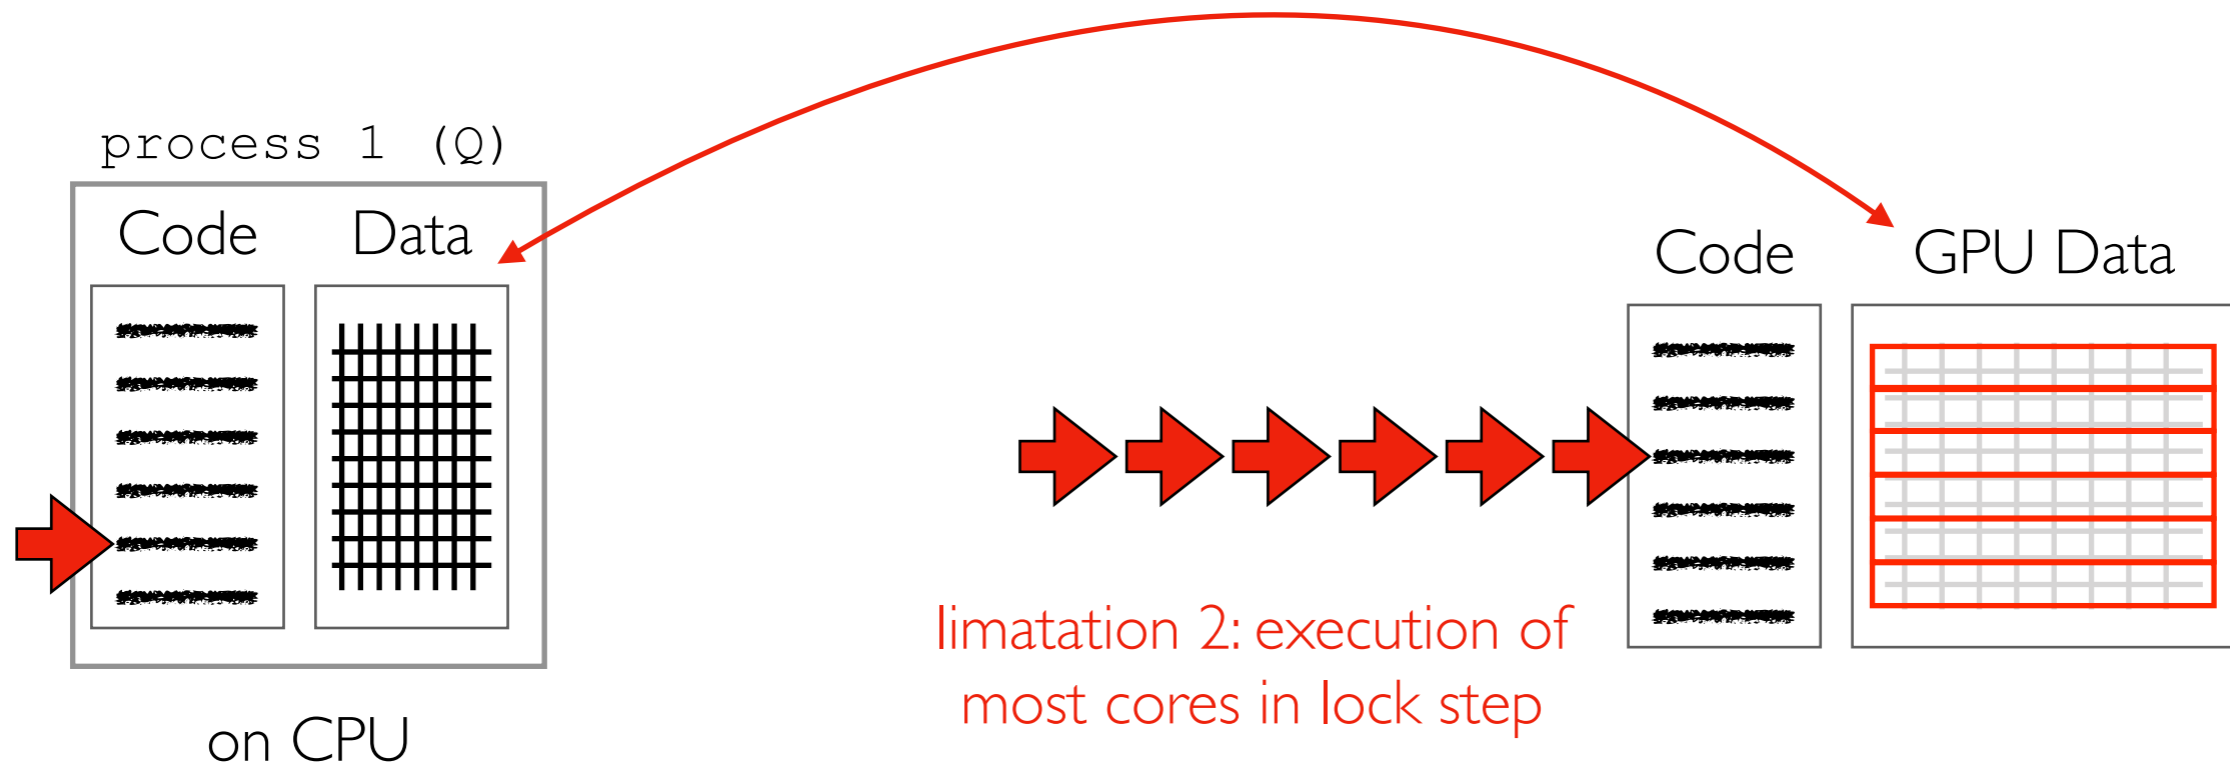 process 1 (Q)
Code
Data
on CPU
limatation 2: execution of
most cores in lock step
Code
GPU Data